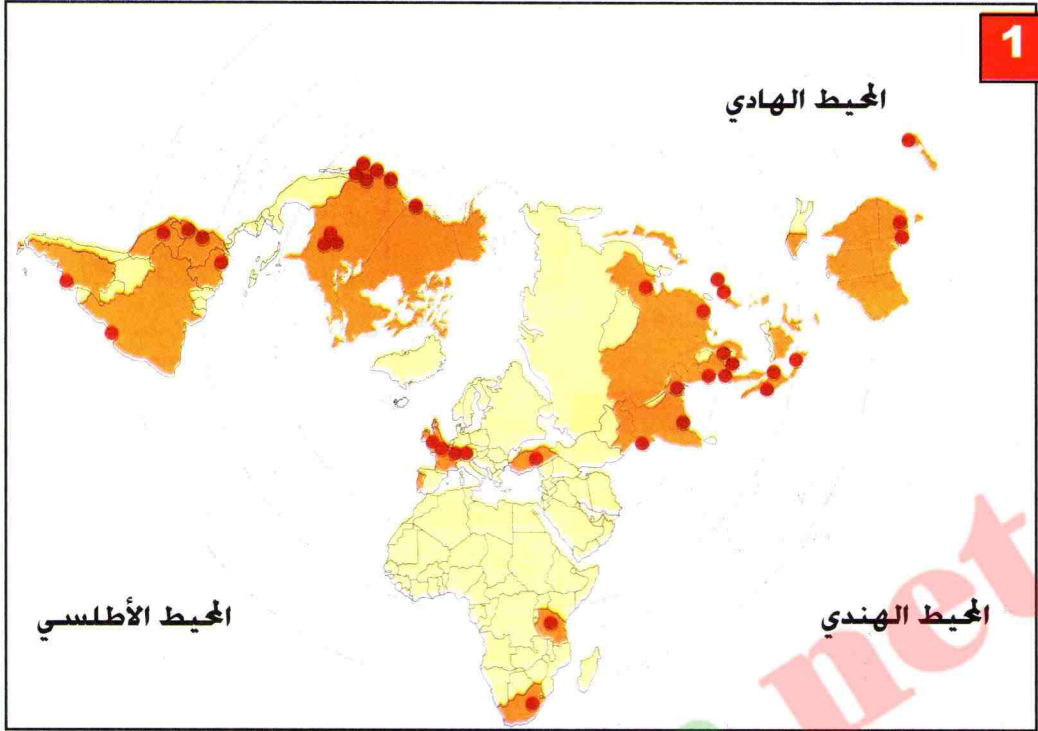 1
المحيط الهادي
المحيط الأطلسي
المحيط الهندي
net